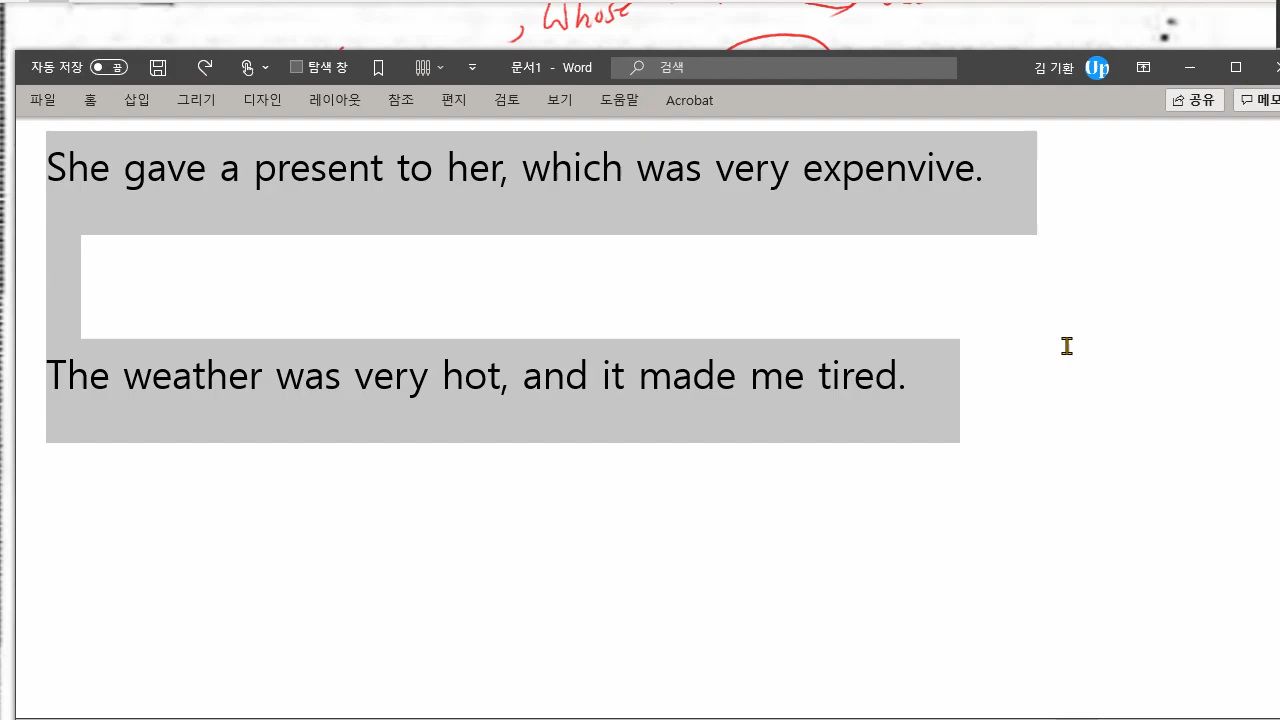 , Whose
자동 저장 끔 탐색 창 문서1 - Word 검색 김 기환 Up
파일 홈 삽입 그리기 디자인 레이아웃 참조 편지 검토 보기 도움말 Acrobat 공유 메모
She gave a present to her, which was very expenvive.
The weather was very hot, and it made me tired.